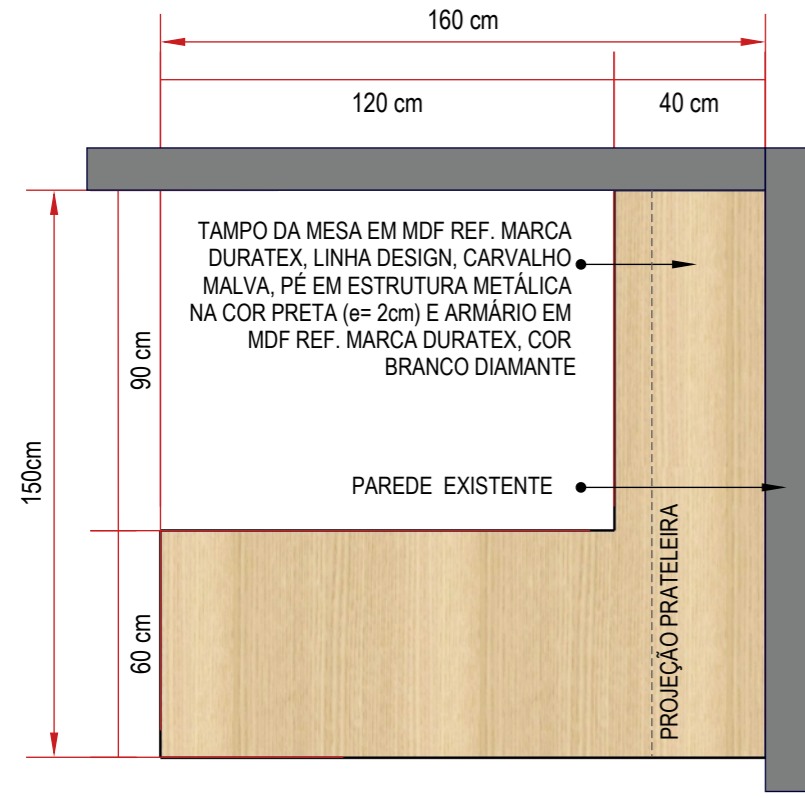 160 cm
120 cm
40 cm
TAMPO DA MESA EM MDF REF. MARCA
DURATEX, LINHA DESIGN, CARVALHO
MALVA, PÉ EM ESTRUTURA METÁLICA
NA COR PRETA (e= 2cm) E ARMÁRIO EM
MDF REF. MARCA DURATEX, COR
BRANCO DIAMANTE
90 cm
150cm
PAREDE EXISTENTE
60 cm
PROJEÇÃO PRATELEIRA